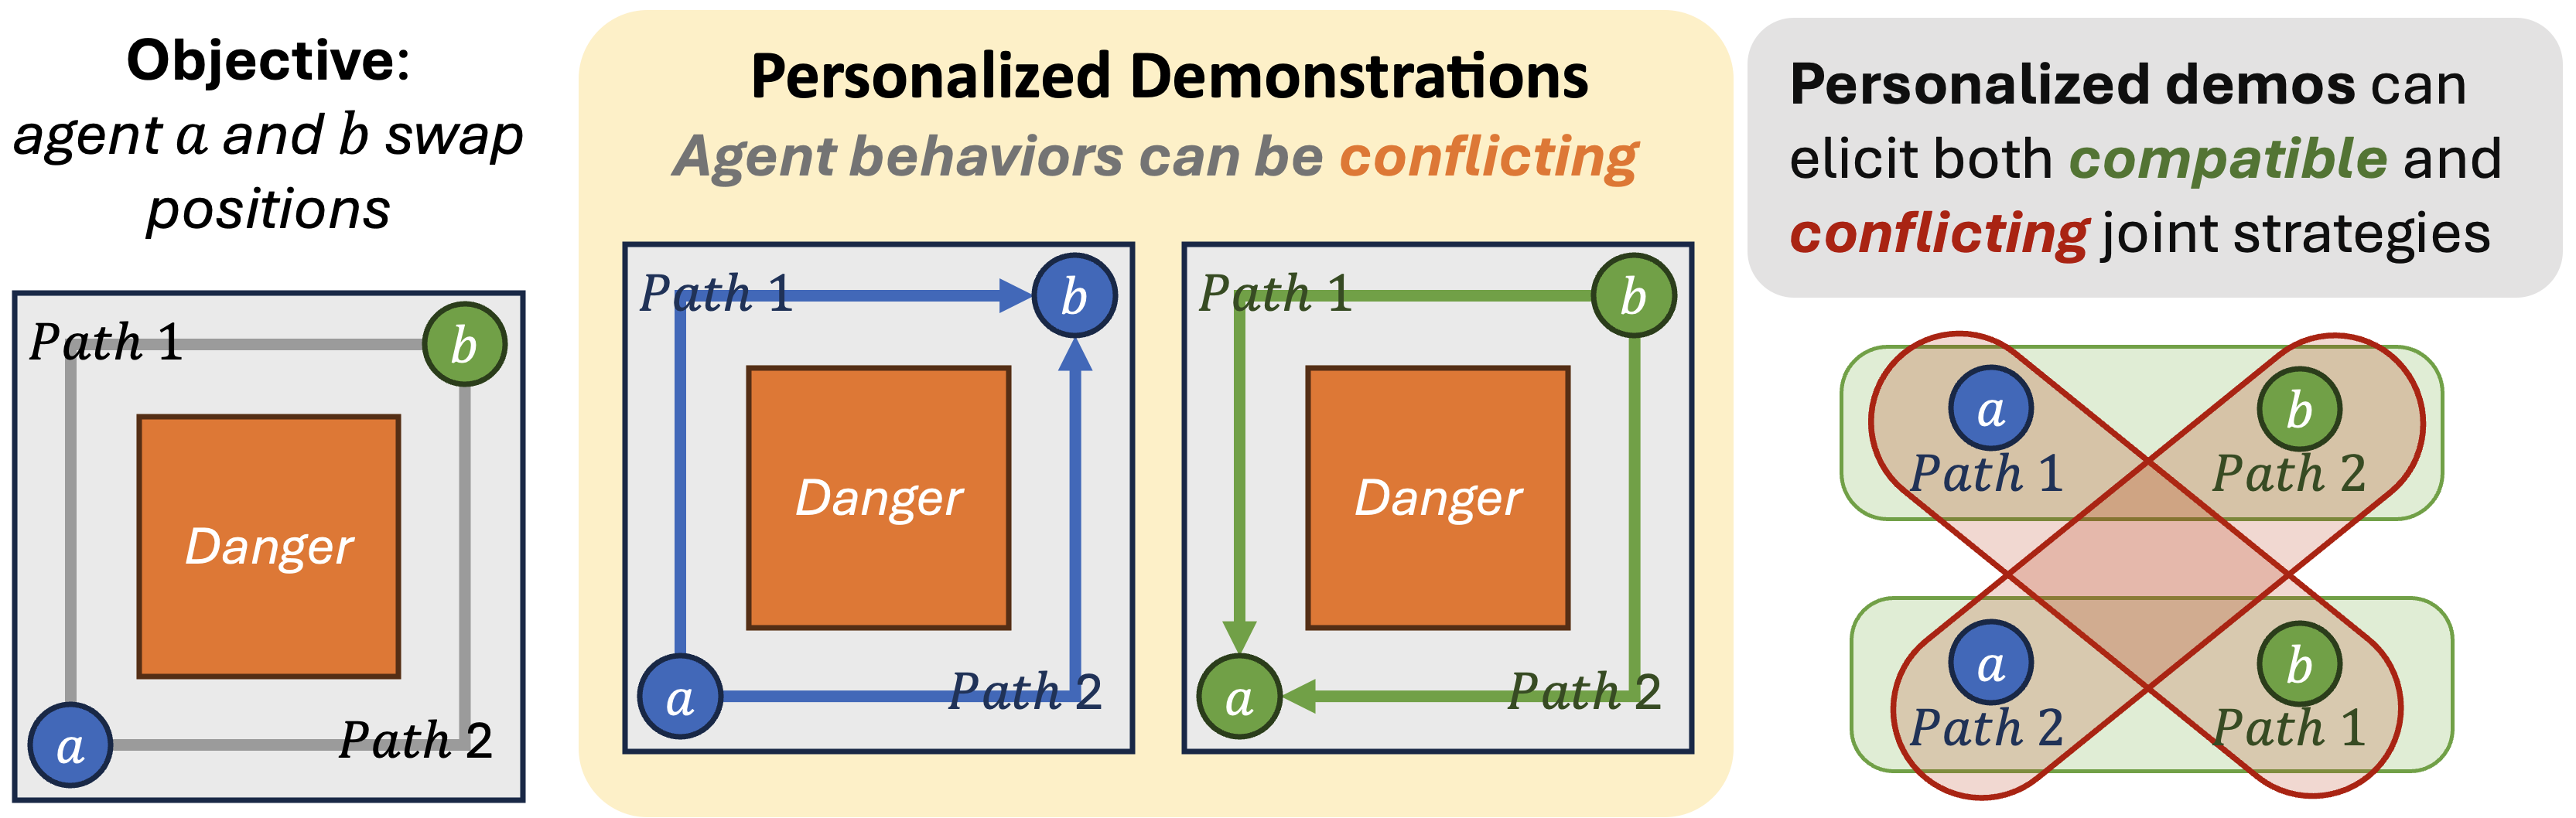 Objective:
agent a and b swap
positions
Path 1
b
Danger
a
Path 2
Personalized Demonstrations
Agent behaviors can be conflicting
Path 1
b
Danger
a
Path 2
Path 1
b
Danger
a
Path 2
Personalized demos can
elicit both compatible and
conflicting joint strategies
a
b
Path 1
Path 2
a
b
Path 2
Path 1